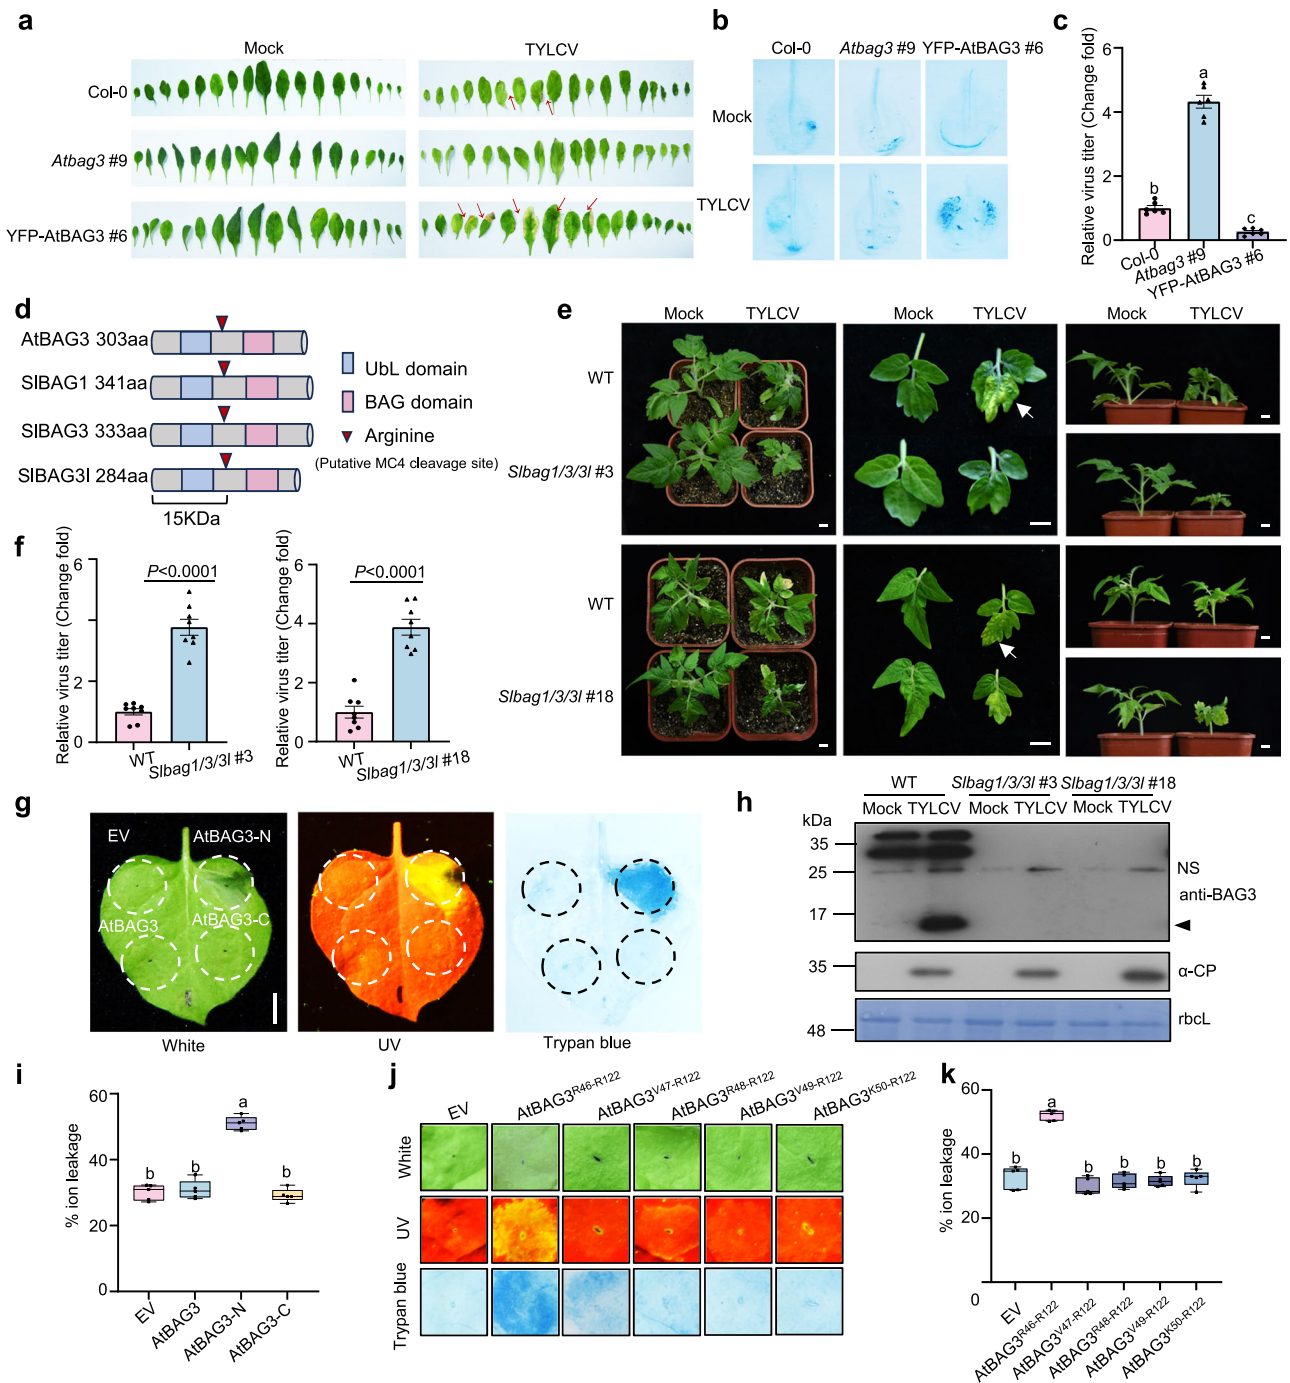 a
Mock
TYLCV
Col-0
Atbag3 #9
YFP-AtBAG3 #6
b
Col-0
Atbag3 #9
YFP-AtBAG3 #6
Mock
TYLCV
c
Relative virus titer (Change fold)
6
4
2
0
b
a
c
Col-0
Atbag3 #9
YFP-AtBAG3 #6
d
AtBAG3 303aa
SlBAG1 341aa
SlBAG3 333aa
SlBAG3l 284aa
15KDa
UbL domain
BAG domain
Arginine
(Putative MC4 cleavage site)
e
Mock
TYLCV
Mock
TYLCV
Mock
TYLCV
WT
Slbag1/3/3l #3
WT
Slbag1/3/3l #18
f
Relative virus titer (Change fold)
6
2
0
P<0.0001
WT
Slbag1/3/3l #3
Relative virus titer (Change fold)
6
4
2
0
P<0.0001
WT
Slbag1/3/3l #18
g
EV
AtBAG3-N
AtBAG3
AtBAG3-C
White
UV
Trypan blue
h
WT
Slbag1/3/3l #3
Slbag1/3/3l #18
Mock TYLCV Mock TYLCV Mock TYLCV
kDa
35
25
17
NS
anti-BAG3
35
α-CP
48
rbcL
i
% ion leakage
60
40
20
0
b
b
a
b
EV
AtBAG3
AtBAG3-N
AtBAG3-C
j
EV
AtBAG3R46-R122
AtBAG3V47-R122
AtBAG3R48-R122
AtBAG3V49-R122
AtBAG3K50-R122
White
UV
Trypan blue
k
% ion leakage
60
40
20
0
b
a
b
b
b
b
EV
AtBAG3R46-R122
AtBAG3V47-R122
AtBAG3R48-R122
AtBAG3V49-R122
AtBAG3K50-R122